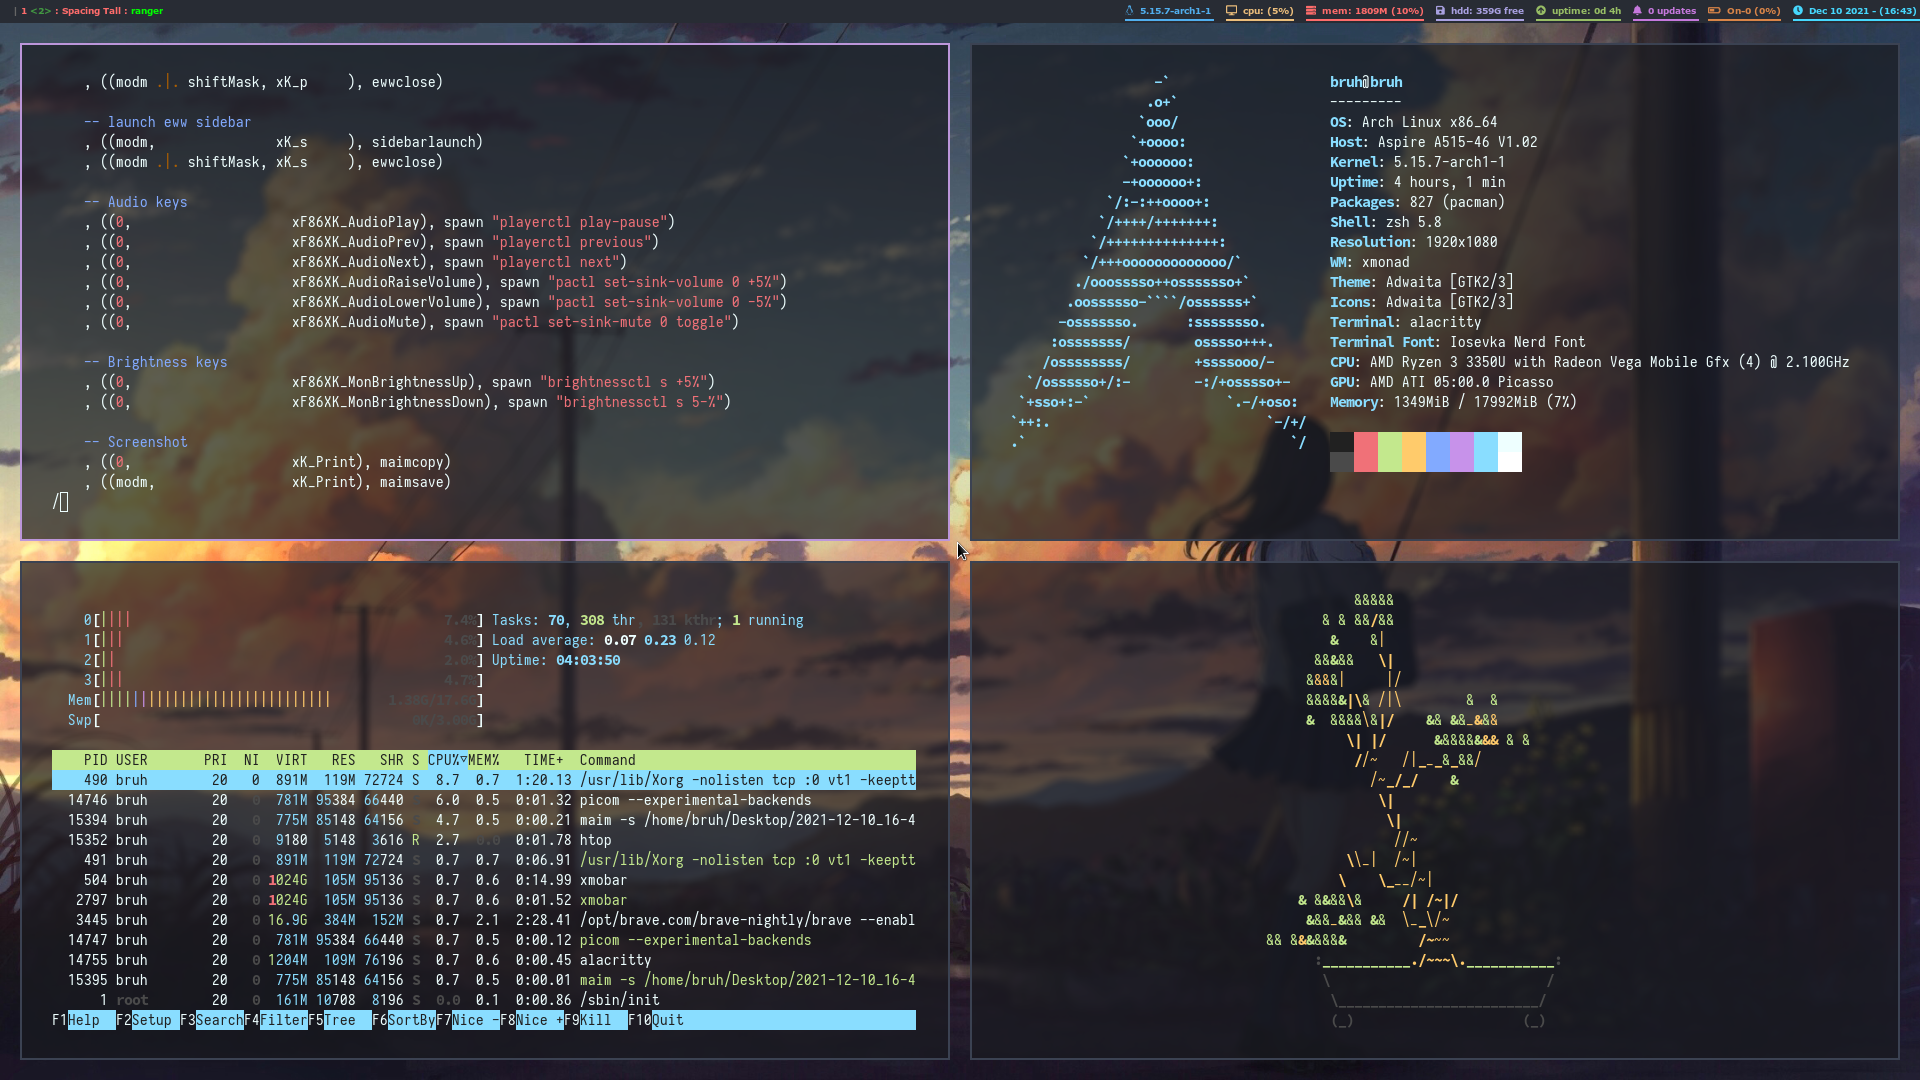 | 1 <2> : Spacing Tall : ranger
5.15.7-arch1-1 cpu: (5%) mem: 1809M (10%) hdd: 359G free uptime: 0d 4h 0 updates On-0 (0%) Dec 10 2021 - (16:43)
, ((modm .|. shiftMask, xK_p     ), ewwclose)
-- launch eww sidebar
, ((modm,               xK_s     ), sidebarlaunch)
, ((modm .|. shiftMask, xK_s     ), ewwclose)
-- Audio keys
, ((0,                    xF86XK_AudioPlay), spawn "playerctl play-pause")
, ((0,                    xF86XK_AudioPrev), spawn "playerctl previous")
, ((0,                    xF86XK_AudioNext), spawn "playerctl next")
, ((0,                    xF86XK_AudioRaiseVolume), spawn "pactl set-sink-volume 0 +5%")
, ((0,                    xF86XK_AudioLowerVolume), spawn "pactl set-sink-volume 0 -5%")
, ((0,                    xF86XK_AudioMute), spawn "pactl set-sink-mute 0 toggle")
-- Brightness keys
, ((0,                    xF86XK_MonBrightnessUp), spawn "brightnessctl s +5%")
, ((0,                    xF86XK_MonBrightnessDown), spawn "brightnessctl s 5-%")
-- Screenshot
, ((0,                    xK_Print), maimcopy)
, ((modm,                 xK_Print), maimsave)
/
bruh@bruh
---------
OS: Arch Linux x86_64
Host: Aspire A515-46 V1.02
Kernel: 5.15.7-arch1-1
Uptime: 4 hours, 1 min
Packages: 827 (pacman)
Shell: zsh 5.8
Resolution: 1920x1080
WM: xmonad
Theme: Adwaita [GTK2/3]
Icons: Adwaita [GTK2/3]
Terminal: alacritty
Terminal Font: Iosevka Nerd Font
CPU: AMD Ryzen 3 3350U with Radeon Vega Mobile Gfx (4) @ 2.100GHz
GPU: AMD ATI 05:00.0 Picasso
Memory: 1349MiB / 17992MiB (7%)
0[|||| 7.4%] Tasks: 70, 308 thr, 131 kthr; 1 running
1[||| 4.6%] Load average: 0.07 0.23 0.12
2[|| 2.0%] Uptime: 04:03:50
3[||| 4.7%]
Mem[||||||||||||||||||||||||||||| 1.38G/17.6G]
Swp[ 0K/3.00G]
PID USER PRI NI VIRT RES SHR S CPU%▽MEM% TIME+ Command
490 bruh 20 0 891M 119M 72724 S 8.7 0.7 1:20.13 /usr/lib/Xorg -nolisten tcp :0 vt1 -keeptt
14746 bruh 20 0 781M 95384 66440 S 6.0 0.5 0:01.32 picom --experimental-backends
15394 bruh 20 0 775M 85148 64156 S 4.7 0.5 0:00.21 maim -s /home/bruh/Desktop/2021-12-10_16-4
15352 bruh 20 0 9180 5148 3616 R 2.7 0.0 0:01.78 htop
491 bruh 20 0 891M 119M 72724 S 0.7 0.7 0:06.91 /usr/lib/Xorg -nolisten tcp :0 vt1 -keeptt
504 bruh 20 0 1024G 105M 95136 S 0.7 0.6 0:14.99 xmobar
2797 bruh 20 0 1024G 105M 95136 S 0.7 0.6 0:01.52 xmobar
3445 bruh 20 0 16.9G 384M 152M S 0.7 2.1 2:28.41 /opt/brave.com/brave-nightly/brave --enabl
14747 bruh 20 0 781M 95384 66440 S 0.7 0.5 0:00.12 picom --experimental-backends
14755 bruh 20 0 1204M 109M 76196 S 0.7 0.6 0:00.45 alacritty
15395 bruh 20 0 775M 85148 64156 S 0.7 0.5 0:00.01 maim -s /home/bruh/Desktop/2021-12-10_16-4
1 root 20 0 161M 10708 8196 S 0.0 0.1 0:00.86 /sbin/init
F1Help F2Setup F3SearchF4FilterF5Tree F6SortByF7Nice -F8Nice +F9Kill F10Quit